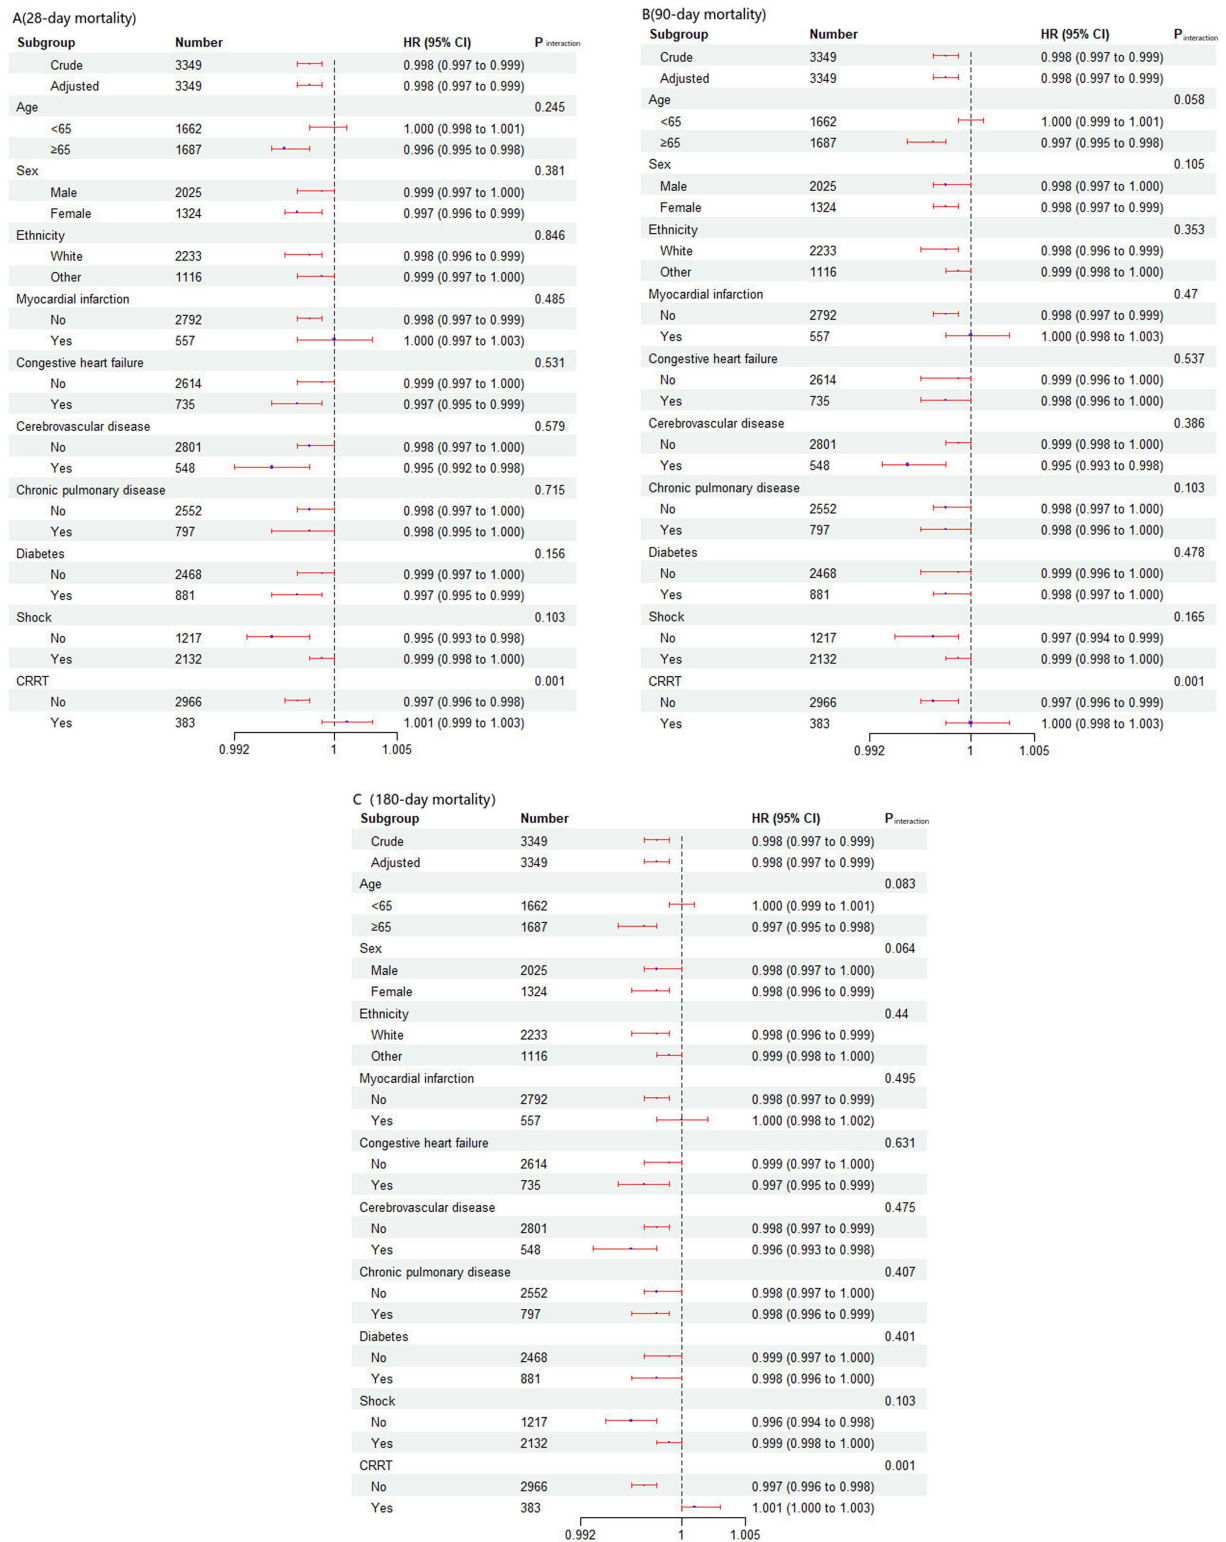 A(28-day mortality)
Subgroup Number HR (95% CI) P interaction
Crude 3349 0.998 (0.997 to 0.999)
Adjusted 3349 0.998 (0.997 to 0.999)
Age 0.245
<65 1662 1.000 (0.998 to 1.001)
≥65 1687 0.996 (0.995 to 0.998)
Sex 0.381
Male 2025 0.999 (0.997 to 1.000)
Female 1324 0.997 (0.996 to 0.999)
Ethnicity 0.846
White 2233 0.998 (0.996 to 0.999)
Other 1116 0.999 (0.997 to 1.000)
Myocardial infarction 0.485
No 2792 0.998 (0.997 to 0.999)
Yes 557 1.000 (0.997 to 1.003)
Congestive heart failure 0.531
No 2614 0.999 (0.997 to 1.000)
Yes 735 0.997 (0.995 to 0.999)
Cerebrovascular disease 0.579
No 2801 0.998 (0.997 to 1.000)
Yes 548 0.995 (0.992 to 0.998)
Chronic pulmonary disease 0.715
No 2552 0.998 (0.997 to 1.000)
Yes 797 0.998 (0.995 to 1.000)
Diabetes 0.156
No 2468 0.999 (0.997 to 1.000)
Yes 881 0.997 (0.995 to 0.999)
Shock 0.103
No 1217 0.995 (0.993 to 0.998)
Yes 2132 0.999 (0.998 to 1.000)
CRRT 0.001
No 2966 0.997 (0.996 to 0.998)
Yes 383 1.001 (0.999 to 1.003)
0.992 1 1.005
B(90-day mortality)
Subgroup Number HR (95% CI) P interaction
Crude 3349 0.998 (0.997 to 0.999)
Adjusted 3349 0.998 (0.997 to 0.999)
Age 0.058
<65 1662 1.000 (0.999 to 1.001)
≥65 1687 0.997 (0.995 to 0.998)
Sex 0.105
Male 2025 0.998 (0.997 to 1.000)
Female 1324 0.998 (0.997 to 0.999)
Ethnicity 0.353
White 2233 0.998 (0.996 to 0.999)
Other 1116 0.999 (0.998 to 1.000)
Myocardial infarction 0.47
No 2792 0.998 (0.997 to 0.999)
Yes 557 1.000 (0.998 to 1.003)
Congestive heart failure 0.537
No 2614 0.999 (0.996 to 1.000)
Yes 735 0.998 (0.996 to 1.000)
Cerebrovascular disease 0.386
No 2801 0.999 (0.998 to 1.000)
Yes 548 0.995 (0.993 to 0.998)
Chronic pulmonary disease 0.103
No 2552 0.998 (0.997 to 1.000)
Yes 797 0.998 (0.996 to 1.000)
Diabetes 0.478
No 2468 0.999 (0.996 to 1.000)
Yes 881 0.998 (0.997 to 1.000)
Shock 0.165
No 1217 0.997 (0.994 to 0.999)
Yes 2132 0.999 (0.998 to 1.000)
CRRT 0.001
No 2966 0.997 (0.996 to 0.999)
Yes 383 1.000 (0.998 to 1.003)
0.992 1 1.005
C (180-day mortality)
Subgroup Number HR (95% CI) P interaction
Crude 3349 0.998 (0.997 to 0.999)
Adjusted 3349 0.998 (0.997 to 0.999)
Age 0.083
<65 1662 1.000 (0.999 to 1.001)
≥65 1687 0.997 (0.995 to 0.998)
Sex 0.064
Male 2025 0.998 (0.997 to 1.000)
Female 1324 0.998 (0.996 to 0.999)
Ethnicity 0.44
White 2233 0.998 (0.996 to 0.999)
Other 1116 0.999 (0.998 to 1.000)
Myocardial infarction 0.495
No 2792 0.998 (0.997 to 0.999)
Yes 557 1.000 (0.998 to 1.002)
Congestive heart failure 0.631
No 2614 0.999 (0.997 to 1.000)
Yes 735 0.997 (0.995 to 0.999)
Cerebrovascular disease 0.475
No 2801 0.998 (0.997 to 0.999)
Yes 548 0.996 (0.993 to 0.998)
Chronic pulmonary disease 0.407
No 2552 0.998 (0.997 to 1.000)
Yes 797 0.998 (0.996 to 0.999)
Diabetes 0.401
No 2468 0.999 (0.997 to 1.000)
Yes 881 0.998 (0.996 to 1.000)
Shock 0.103
No 1217 0.996 (0.994 to 0.998)
Yes 2132 0.999 (0.998 to 1.000)
CRRT 0.001
No 2966 0.997 (0.996 to 0.998)
Yes 383 1.001 (1.000 to 1.003)
0.992 1 1.005